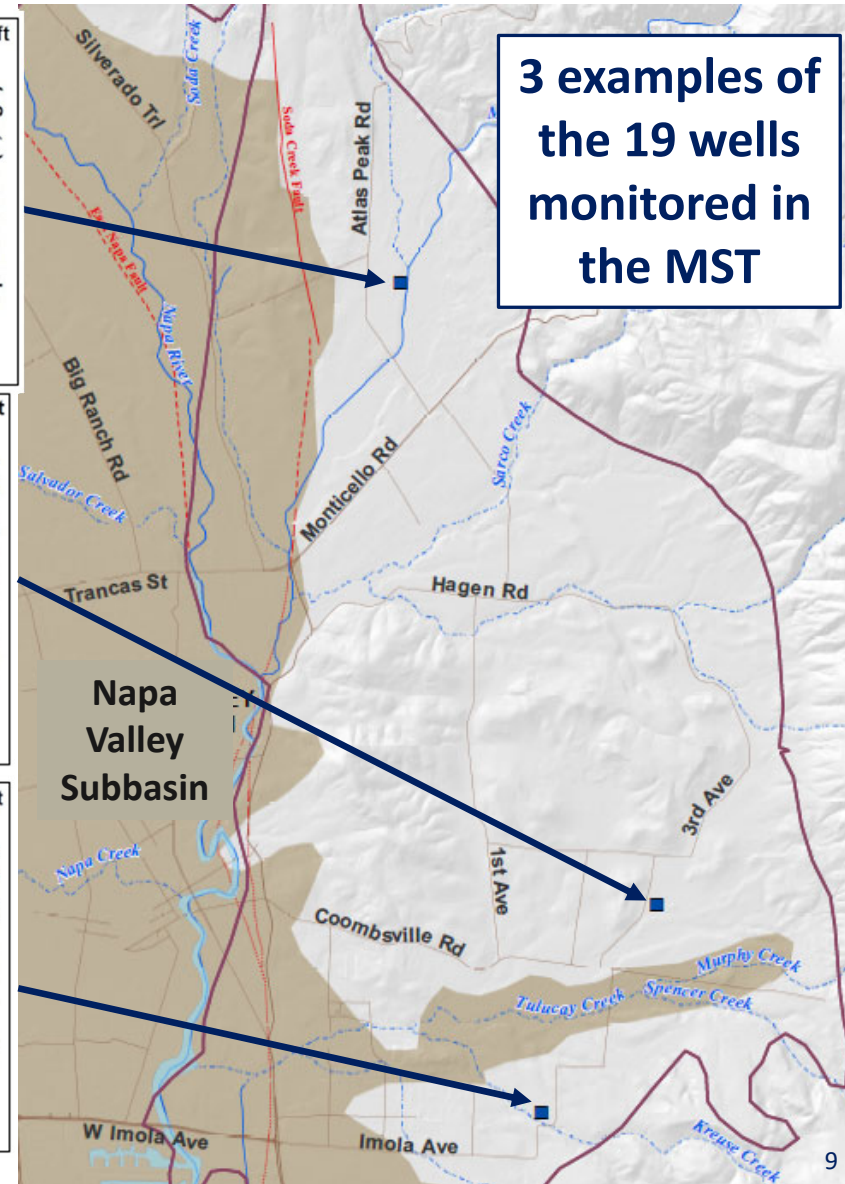 ft
3 examples of
the 19 wells
monitored in
the MST
Silverado Trl
Soda Creek
Soda Creek Fault
Atlas Peak Rd
M
East Napa Fault
Napa River
Big Ranch Rd
Sarco Creek
t
Salvador Creek
Monticello Rd
Trancas St
Hagen Rd
Napa
Valley
Subbasin
EY
3rd Ave
t
Napa Creek
1st Ave
Coombsville Rd
Murphy Creek
Tulucay Creek
Spencer Creek
W Imola Ave
Imola Ave
Kreuse Creek
9